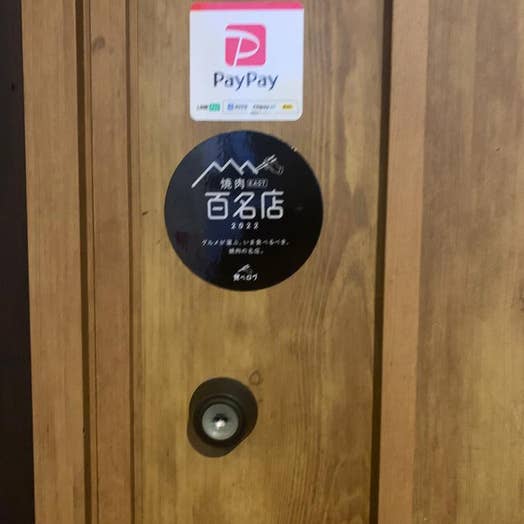 PayPay
焼肉 EAST
百名店
2022
グルメが選ぶ、いま食べるべき、
焼肉の名店。
食べログ